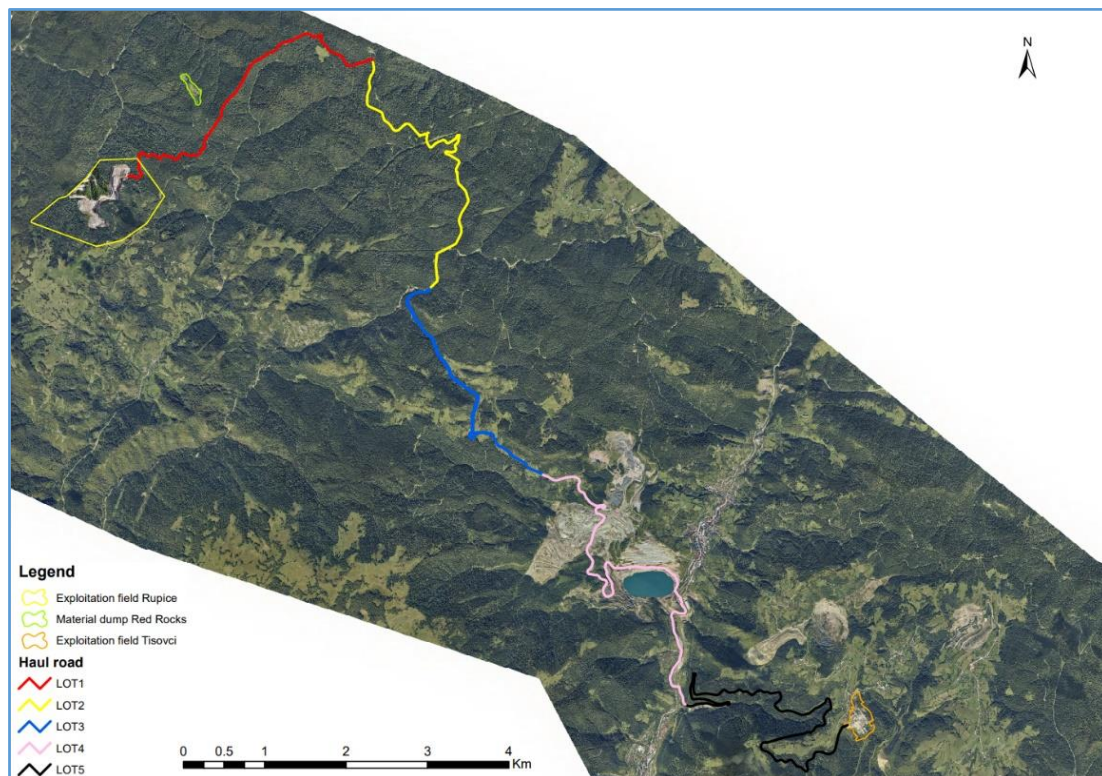 N
Legend
Exploitation field Rupice
Material dump Red Rocks
Exploitation field Tisovci
Haul road
LOT1
LOT2
LOT3
LOT4
LOT5
0 0.5 1 2 3 4
Km